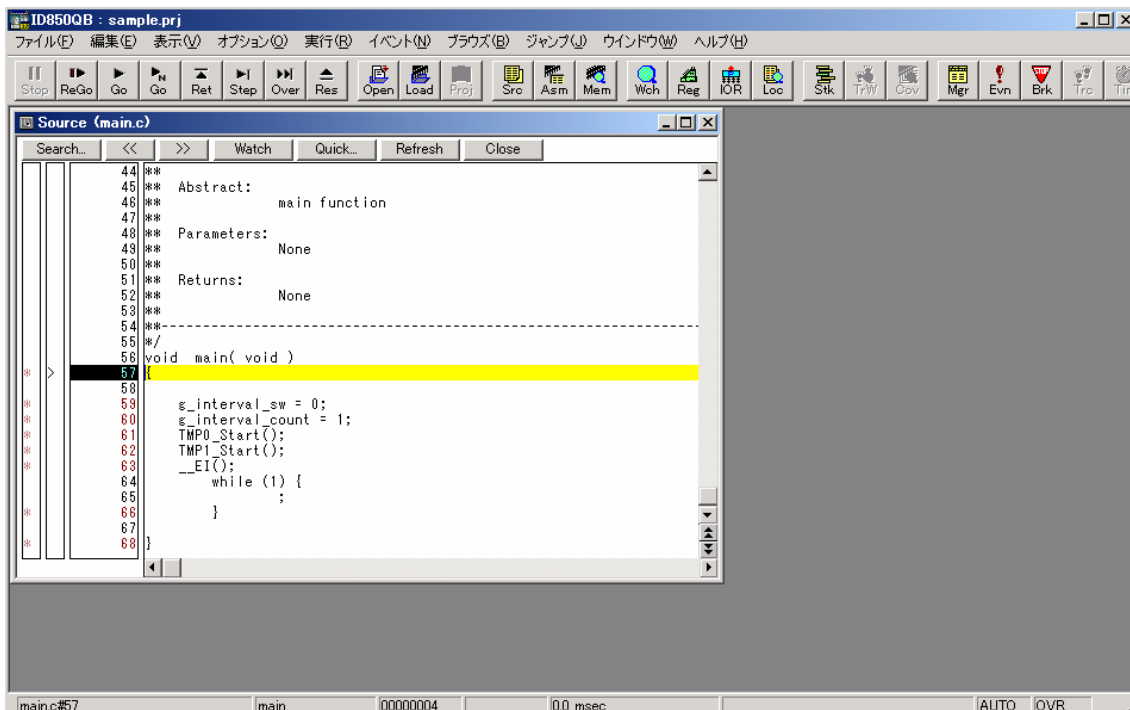 ID850QB : sample.prj
ファイル(F) 編集(E) 表示(V) オプション(O) 実行(R) イベント(N) ブラウズ(B) ジャンプ(J) ウインドウ(W) ヘルプ(H)
Stop ReGo Go Go Ret Step Over Res Open Load Proj Src Asm Mem Wch Reg IOR Loc Stk TrW Cov Mgr Evn Brk Trc Tim
Source (main.c)
Search... << >> Watch Quick... Refresh Close
44 **
45 ** Abstract:
46 ** main function
47 **
48 ** Parameters:
49 ** None
50 **
51 ** Returns:
52 ** None
53 **
54 **-----------------------------------------------------------------
55 */
56 void main( void )
* > 57 {
58
* 59 g_interval_sw = 0;
* 60 g_interval_count = 1;
* 61 TMP0_Start();
* 62 TMP1_Start();
* 63 __EI();
64 while (1) {
65 ;
* 66 }
67
* 68 }
main.c#57 main 00000004 0.0 msec AUTO OVR